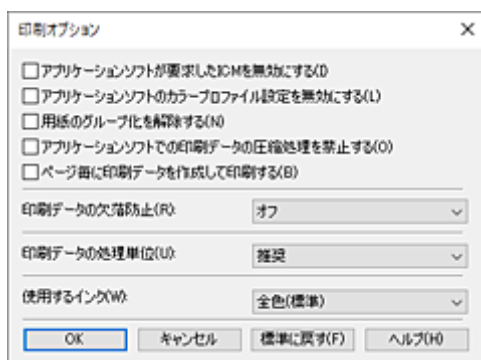 印刷オプション
アプリケーションソフトが要求したICMを無効にする(I
アプリケーションソフトのカラープロファイル設定を無効にする(L)
用紙のグループ化を解除する(N)
アプリケーションソフトでの印刷データの圧縮処理を禁止する(O)
ページ毎に印刷データを作成して印刷する(B)
印刷データの欠落防止(R): オフ
印刷データの処理単位(U): 推奨
使用するインク(W): 全色(標準)
OK キャンセル 標準に戻す(F) ヘルプ(H)